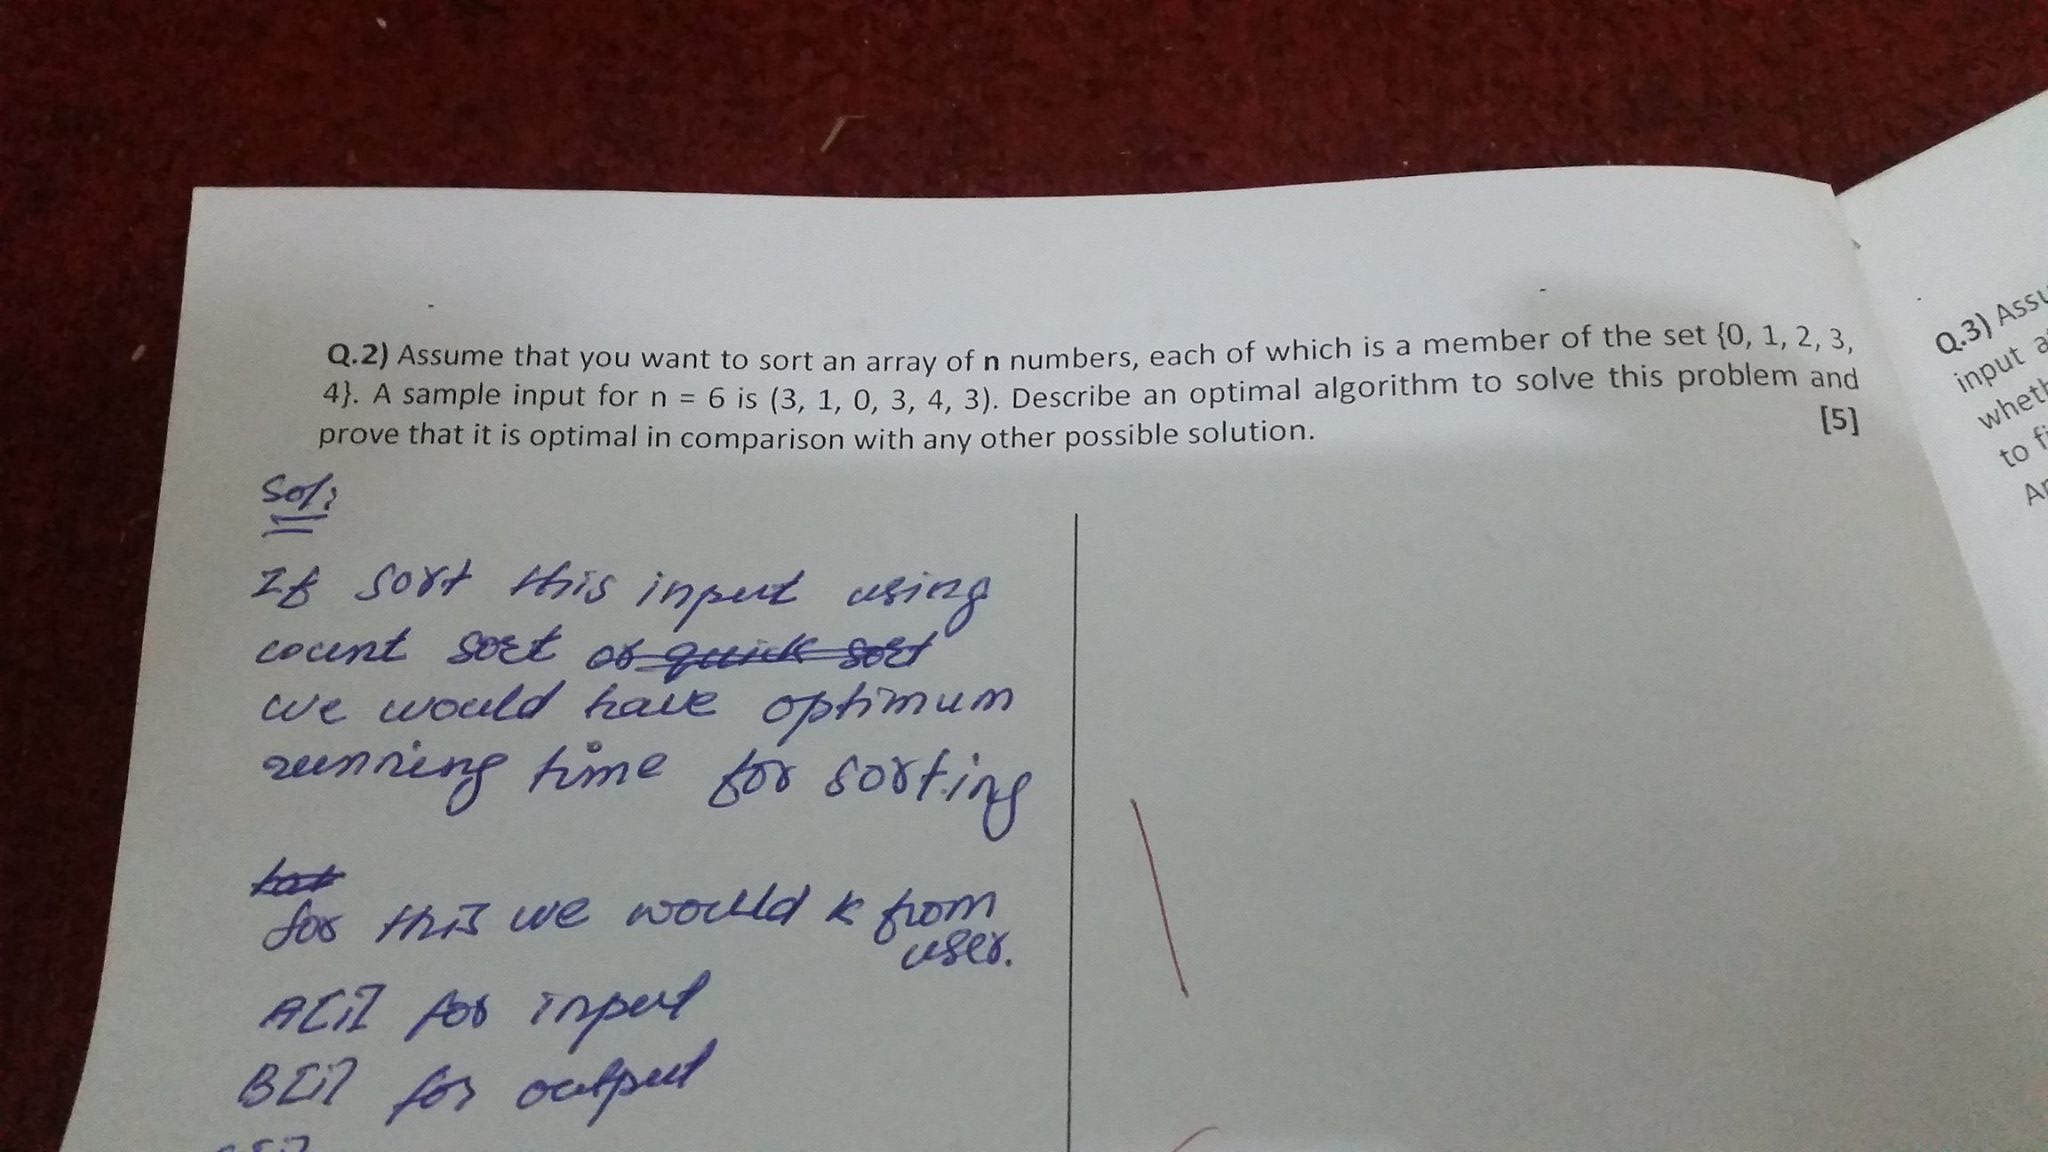 Q.2) Assume that you want to sort an array of n numbers, each of which is a member of the set {0, 1, 2, 3,
4}. A sample input for n = 6 is (3, 1, 0, 3, 4, 3). Describe an optimal algorithm to solve this problem and
prove that it is optimal in comparison with any other possible solution.
[5]
Sol:
If sort this input using
count sort or quick sort
we would have optimum
running time for sorting
for this we would k from
user.
A[i] for input
B[i] for output
Q.3) Assu
input a
wheth
to fi